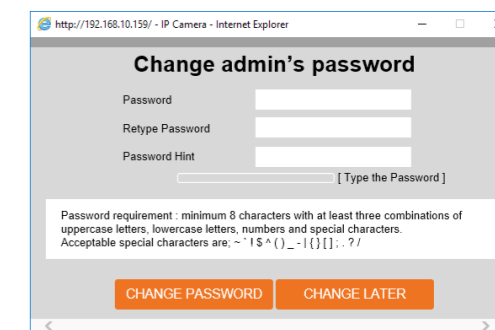 http://192.168.10.159/ - IP Camera - Internet Explorer
Change admin's password
Password
Retype Password
Password Hint
[ Type the Password ]
Password requirement : minimum 8 characters with at least three combinations of
uppercase letters, lowercase letters, numbers and special characters.
Acceptable special characters are; ~ ` ! $ ^ ( ) _ - | { } [ ] ; . ? /
CHANGE PASSWORD CHANGE LATER